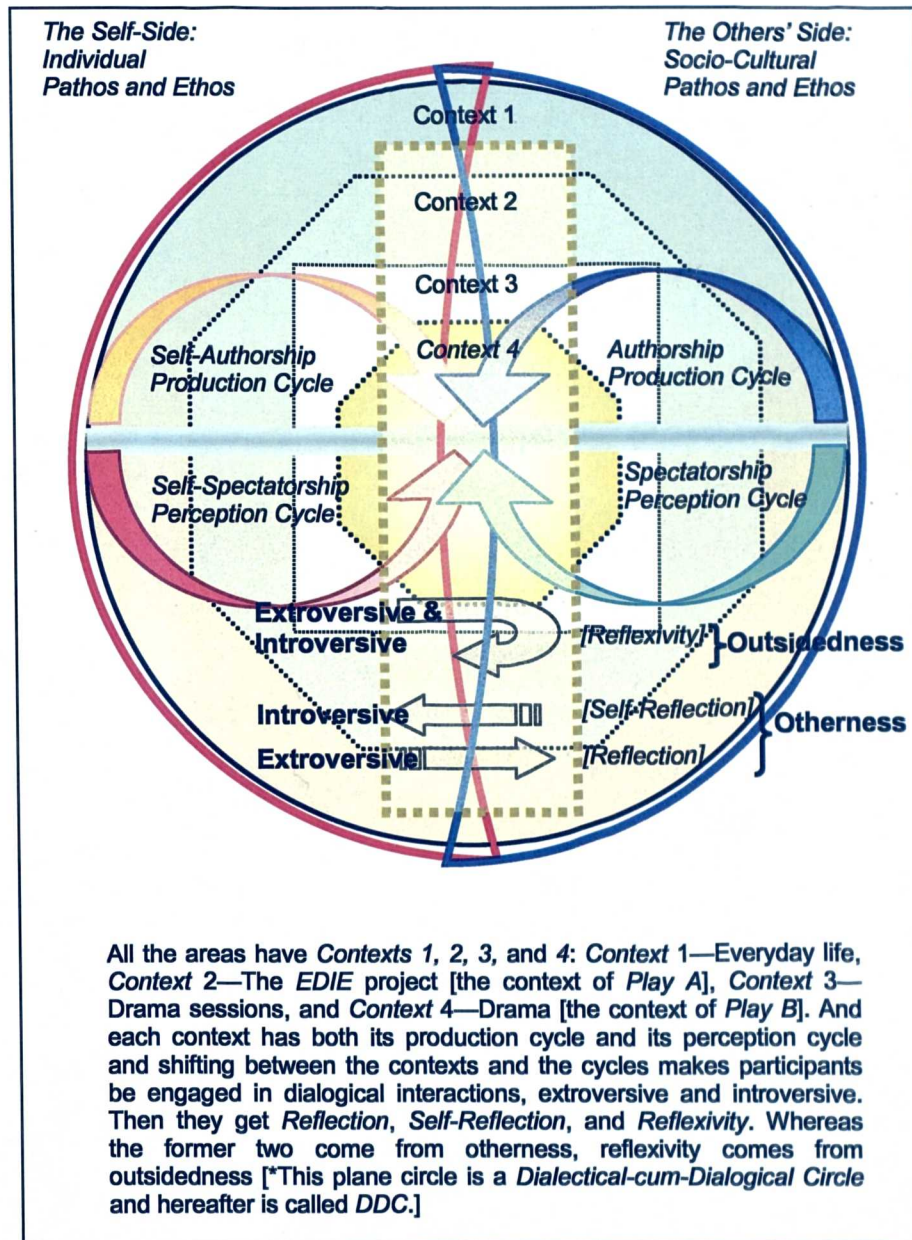 The Self-Side:
Individual
Pathos and Ethos
The Others' Side:
Socio-Cultural
Pathos and Ethos
Context 1
Context 2
Context 3
Context 4
Self-Authorship
Production Cycle
Authorship
Production Cycle
Self-Spectatorship
Perception Cycle
Spectatorship
Perception Cycle
Extroversive &
Introversive
[Reflexivity]
}Outsidedness
Introversive
[Self-Reflection]
Extroversive
[Reflection]
}Otherness
All the areas have Contexts 1, 2, 3, and 4: Context 1—Everyday life,
Context 2—The EDIE project [the context of Play A], Context 3—
Drama sessions, and Context 4—Drama [the context of Play B]. And
each context has both its production cycle and its perception cycle
and shifting between the contexts and the cycles makes participants
be engaged in dialogical interactions, extroversive and introversive.
Then they get Reflection, Self-Reflection, and Reflexivity. Whereas
the former two come from otherness, reflexivity comes from
outsidedness [*This plane circle is a Dialectical-cum-Dialogical Circle
and hereafter is called DDC.]